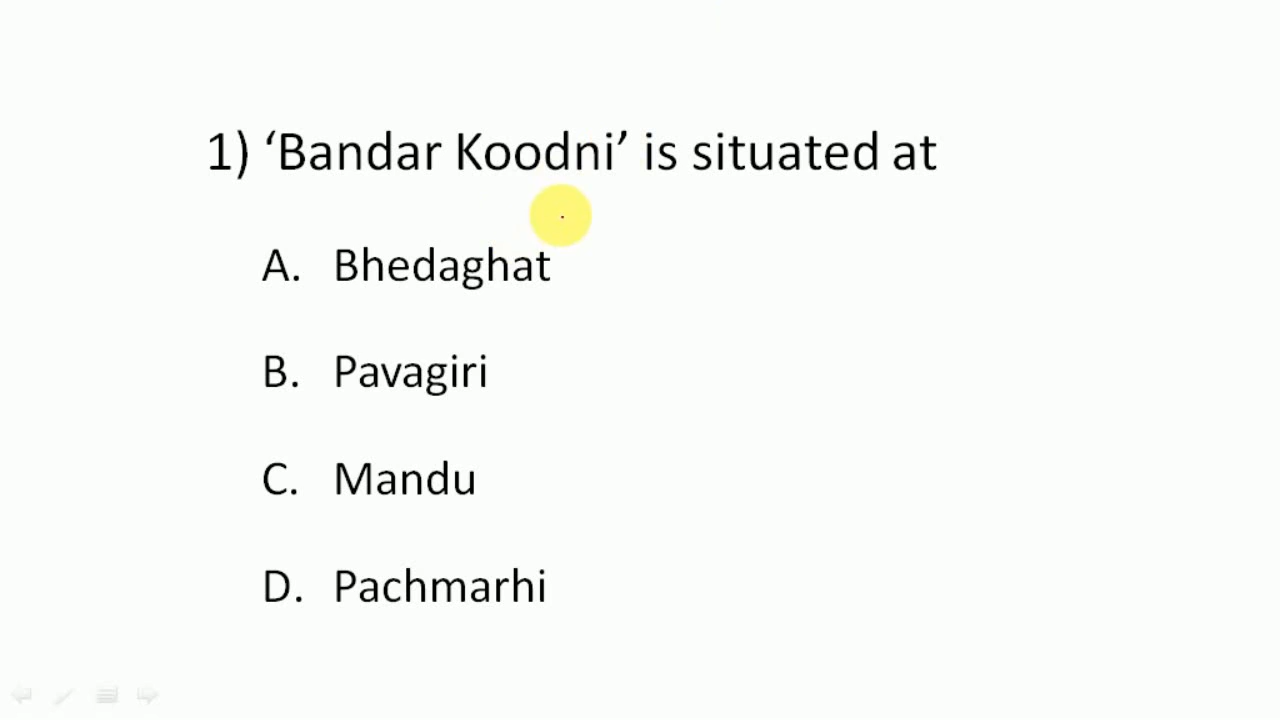 1) ‘Bandar Koodni’ is situated at
A. Bhedaghat
B. Pavagiri
C. Mandu
D. Pachmarhi